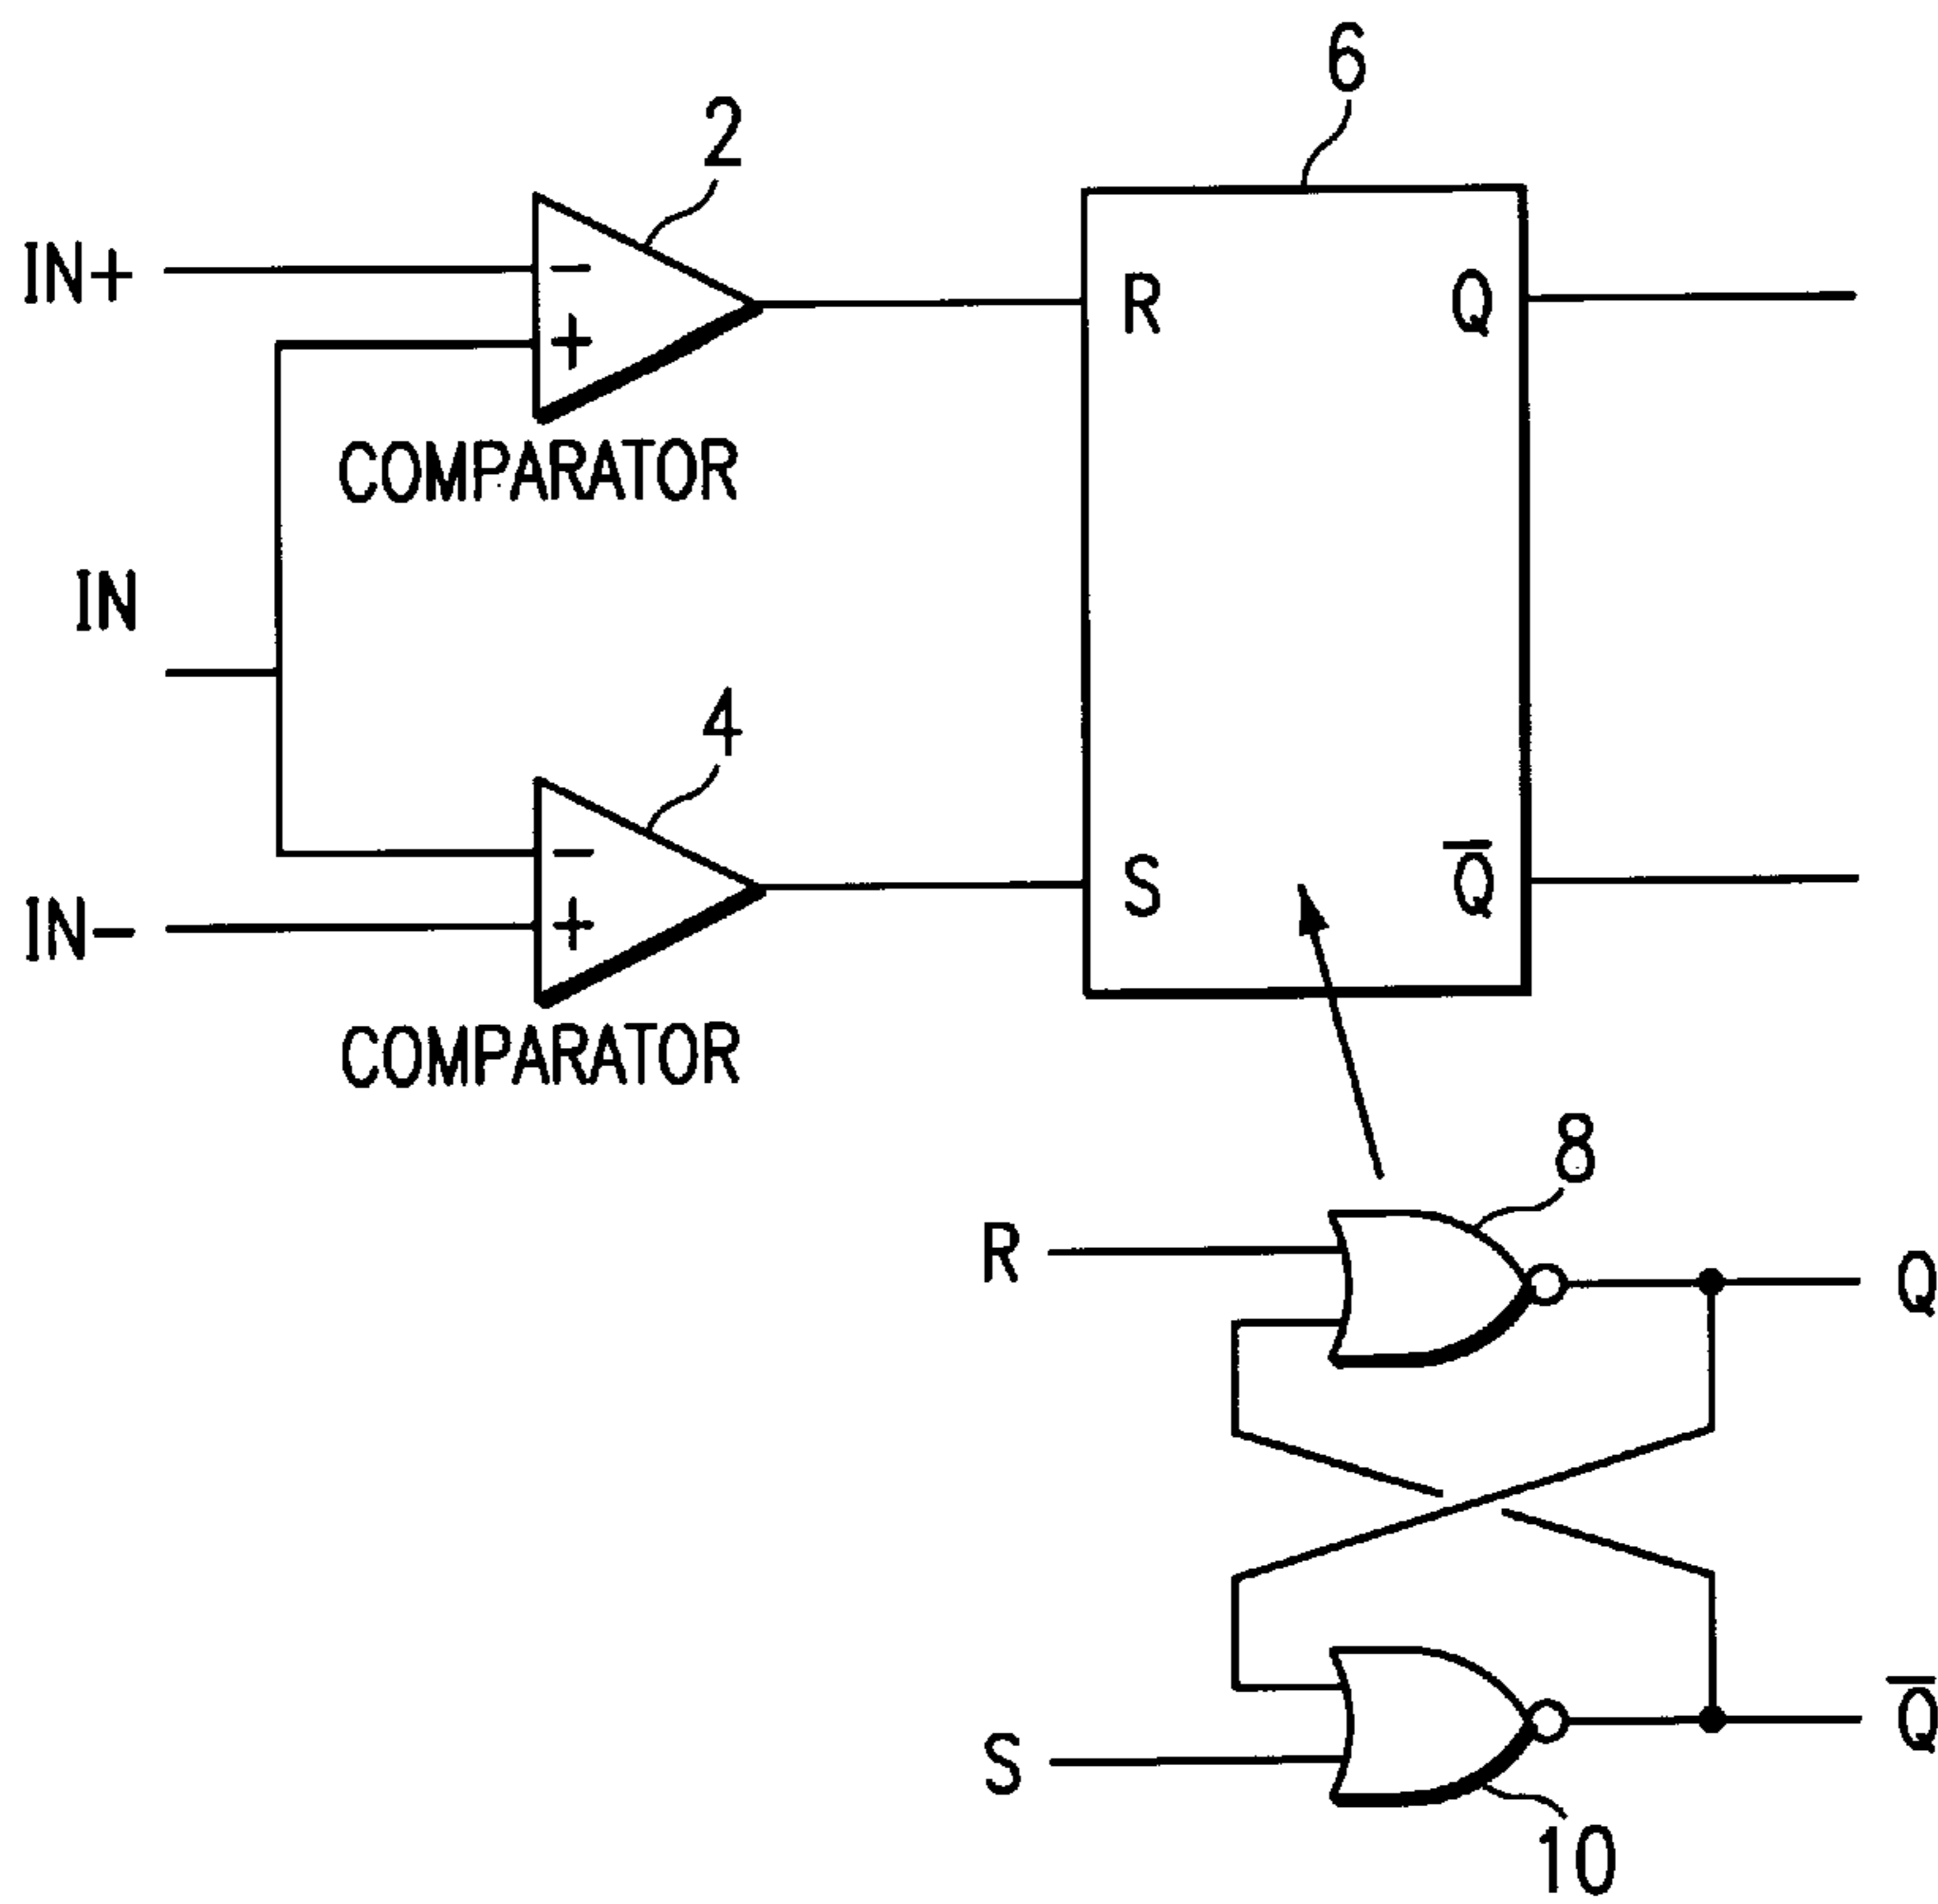 6
2
IN+
−
+
R
Q
COMPARATOR
IN
4
−
+
S
Q̅
IN−
COMPARATOR
8
R
Q
S
Q̅
10